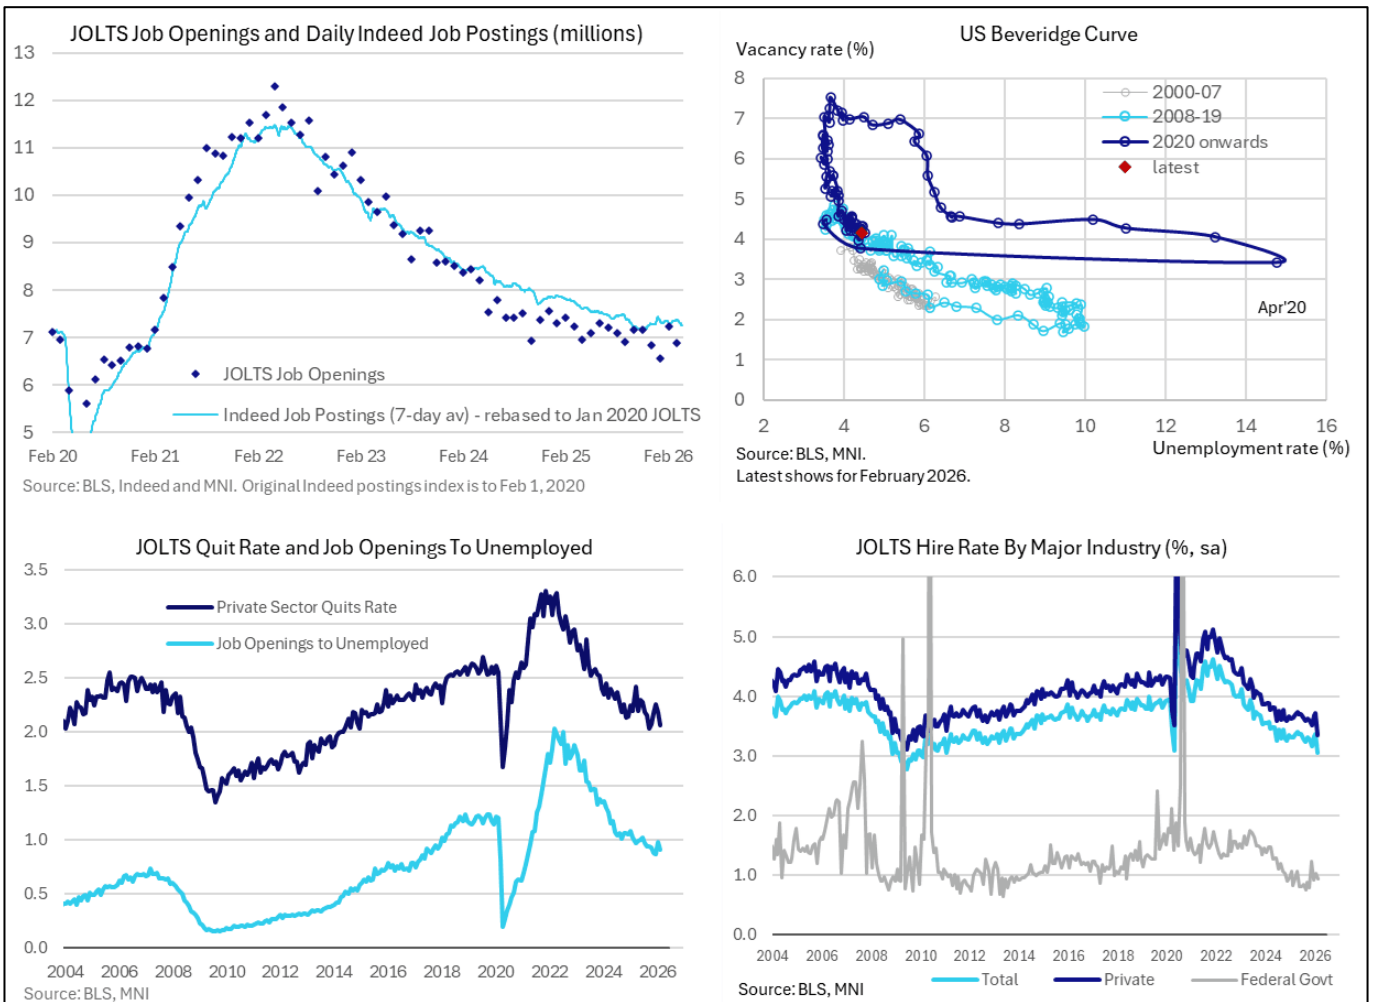 JOLTS Job Openings and Daily Indeed Job Postings (millions)
13
12
11
10
9
8
7
6
5
JOLTS Job Openings
Indeed Job Postings (7-day av) - rebased to Jan 2020 JOLTS
Feb 20 Feb 21 Feb 22 Feb 23 Feb 24 Feb 25 Feb 26
Source: BLS, Indeed and MNI. Original Indeed postings index is to Feb 1, 2020
US Beveridge Curve
Vacancy rate (%)
8
7
6
5
4
3
2
1
0
2000-07
2008-19
2020 onwards
latest
Apr'20
2 4 6 8 10 12 14 16
Unemployment rate (%)
Source: BLS, MNI.
Latest shows for February 2026.
JOLTS Quit Rate and Job Openings To Unemployed
3.5
3.0
2.5
2.0
1.5
1.0
0.5
0.0
Private Sector Quits Rate
Job Openings to Unemployed
2004 2006 2008 2010 2012 2014 2016 2018 2020 2022 2024 2026
Source: BLS, MNI
JOLTS Hire Rate By Major Industry (%, sa)
6.0
5.0
4.0
3.0
2.0
1.0
0.0
2004 2006 2008 2010 2012 2014 2016 2018 2020 2022 2024 2026
Total Private Federal Govt
Source: BLS, MNI